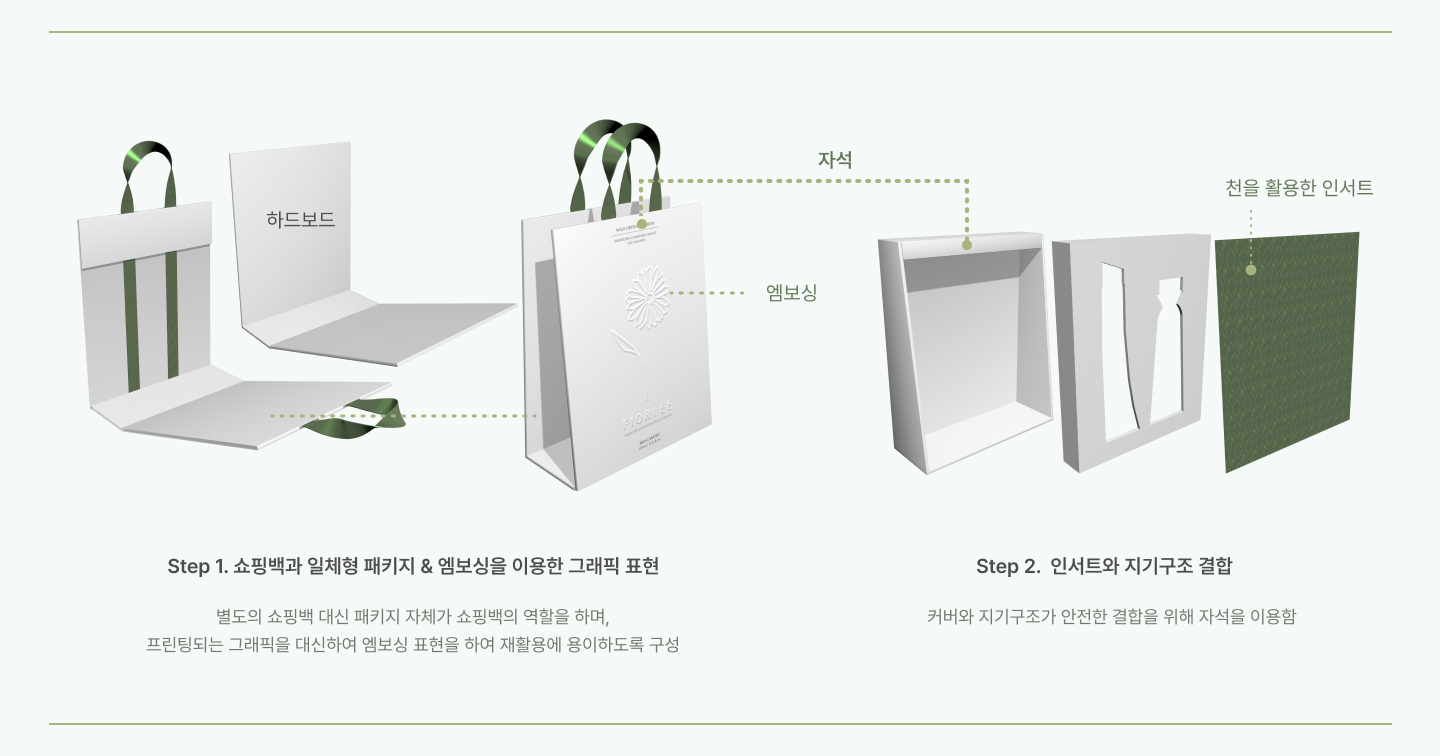 자석
천을 활용한 인서트
하드보드
엠보싱
FIORLEE
Step 1. 쇼핑백과 일체형 패키지 & 엠보싱을 이용한 그래픽 표현
별도의 쇼핑백 대신 패키지 자체가 쇼핑백의 역할을 하며,
프린팅되는 그래픽을 대신하여 엠보싱 표현을 하여 재활용에 용이하도록 구성
Step 2. 인서트와 지기구조 결합
커버와 지기구조가 안전한 결합을 위해 자석을 이용함